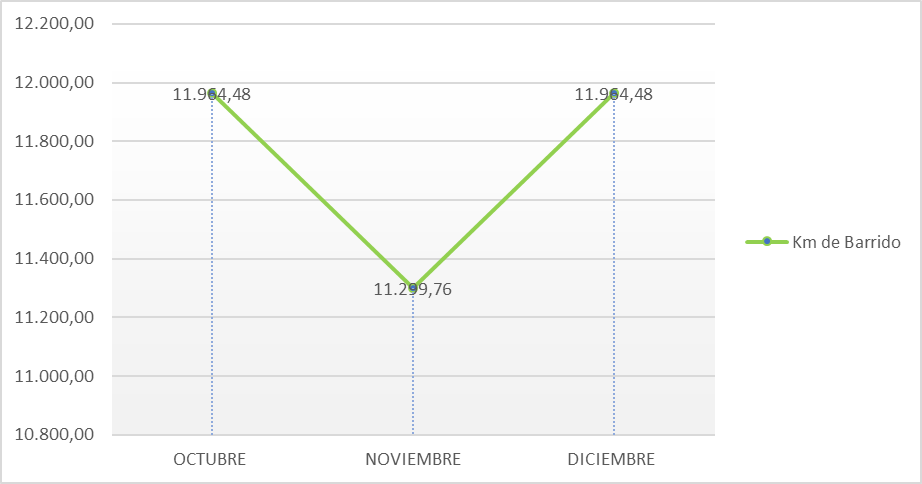 12.200,00
12.000,00
11.800,00
11.600,00
11.400,00
11.200,00
11.000,00
10.800,00
11.964,48
11.299,76
11.964,48
OCTUBRE
NOVIEMBRE
DICIEMBRE
Km de Barrido